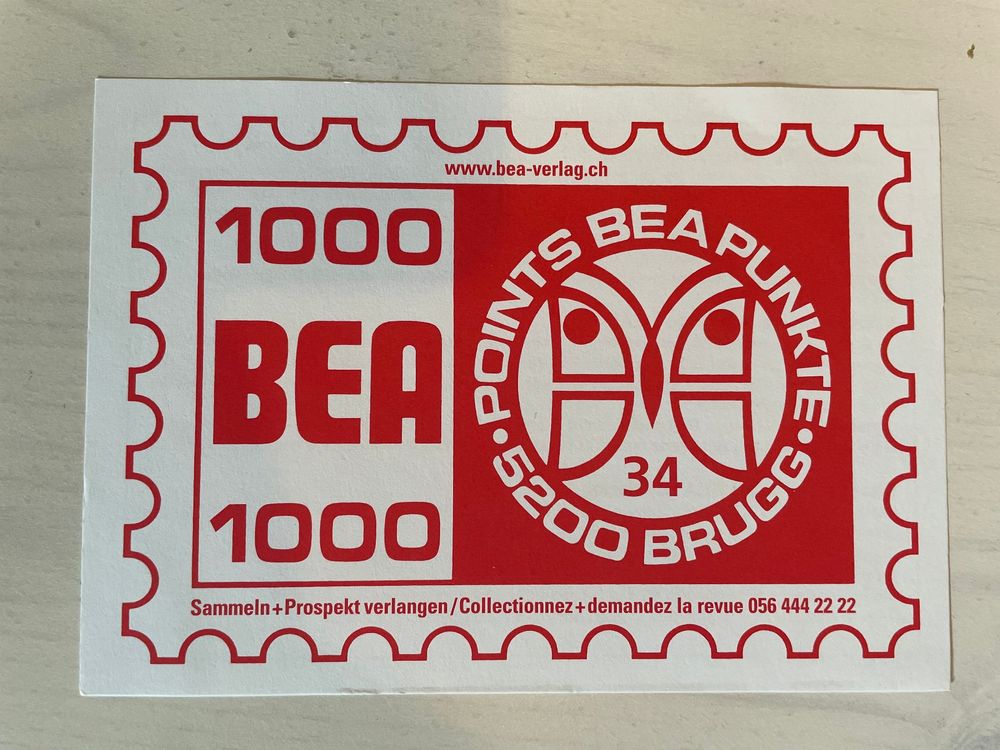 www.bea-verlag.ch
1000
BEA
1000
POINTS BEA PUNKTE
• 5200 BRUGG •
34
Sammeln+Prospekt verlangen/Collectionnez+demandez la revue 056 444 22 22